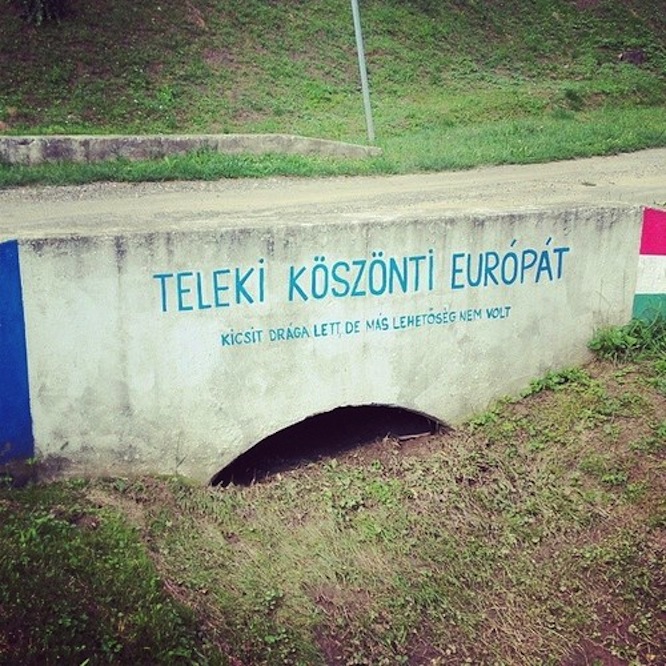 TELEKI KÖSZÖNTI EURÓPÁT
KICSIT DRÁGA LETT, DE MÁS LEHETŐSÉG NEM VOLT